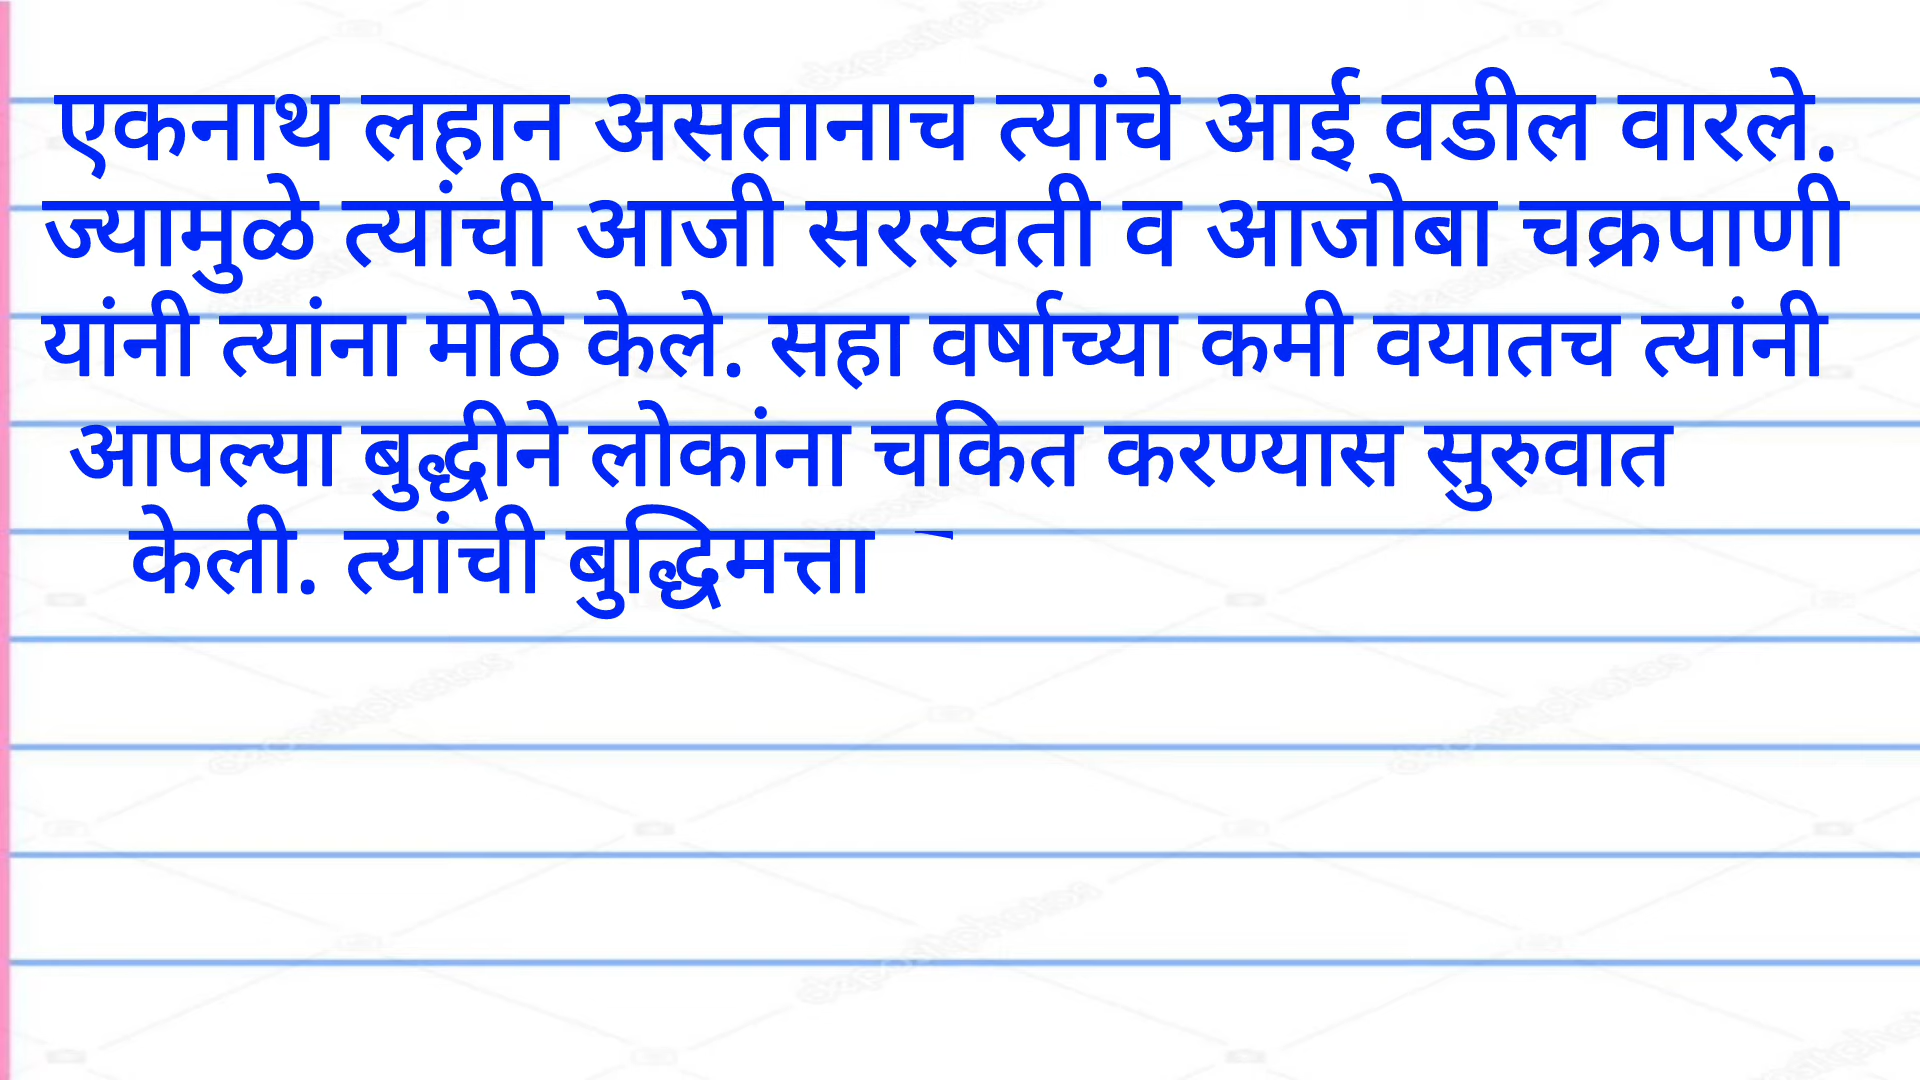 एकनाथ लहान असतानाच त्यांचे आई वडील वारले.
ज्यामुळे त्यांची आजी सरस्वती व आजोबा चक्रपाणी
यांनी त्यांना मोठे केले. सहा वर्षाच्या कमी वयातच त्यांनी
आपल्या बुद्धीने लोकांना चकित करण्यास सुरुवात
केली. त्यांची बुद्धिमत्ता